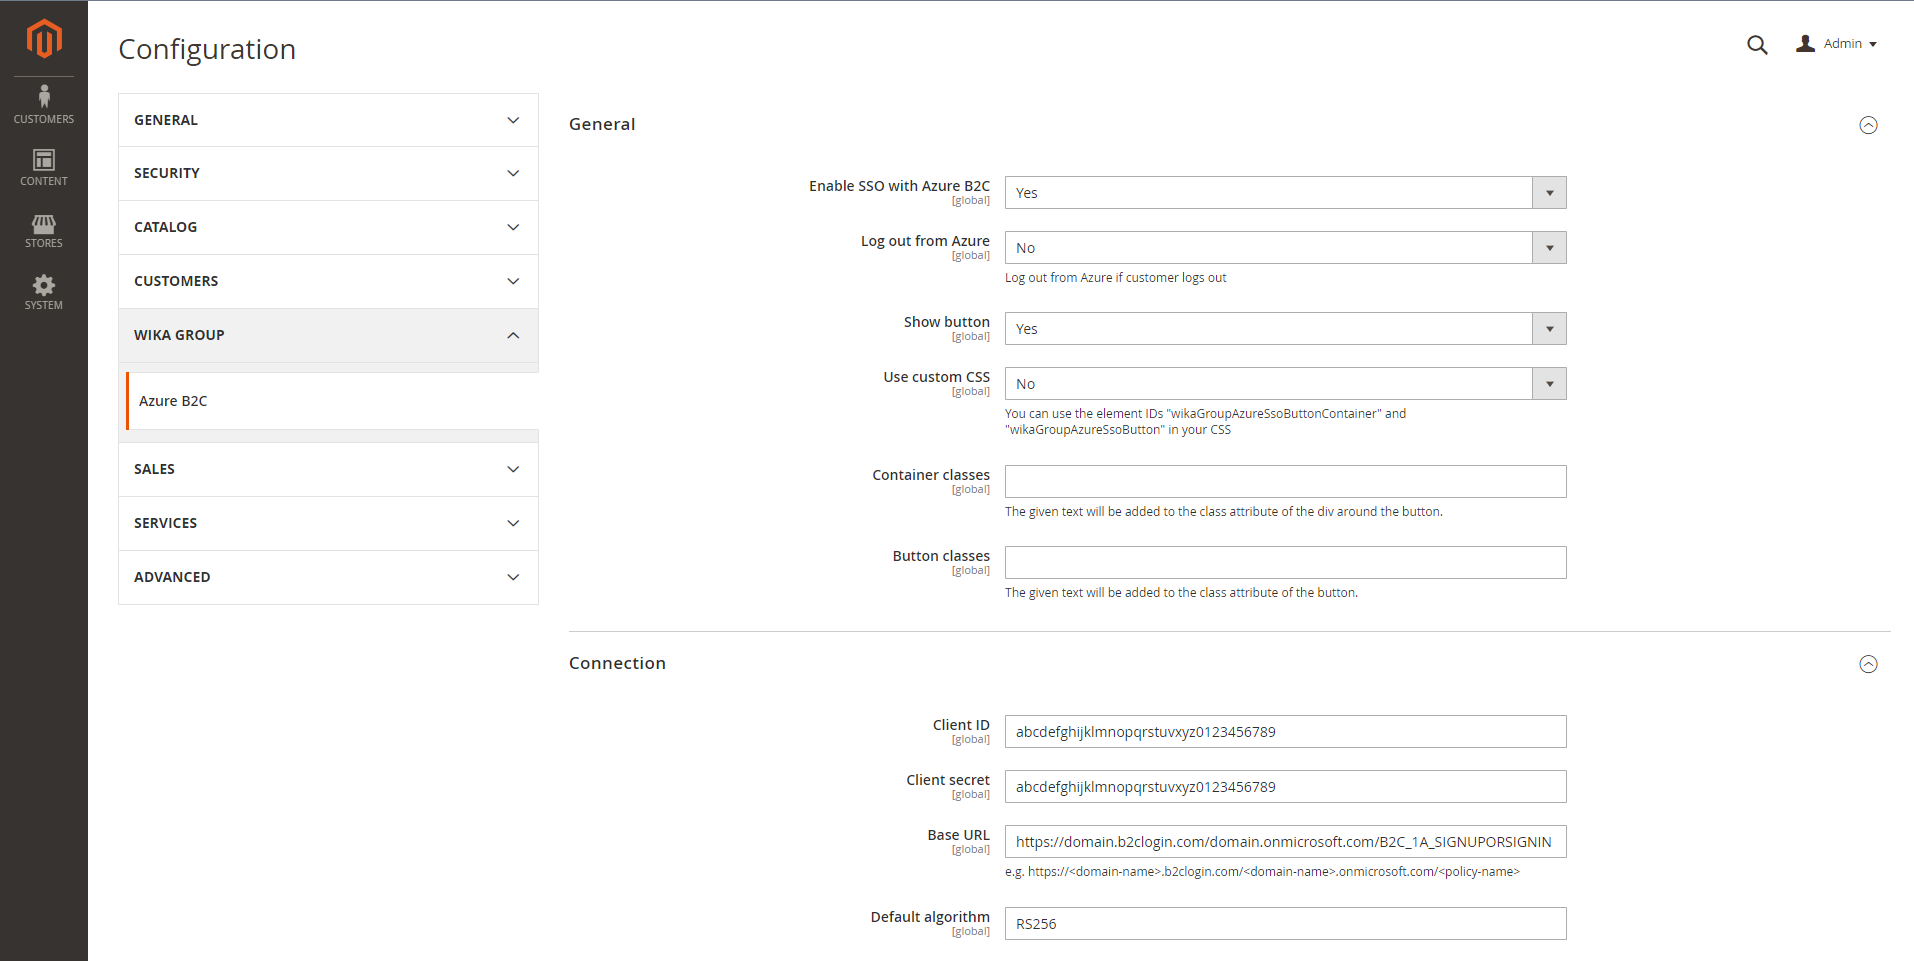 Configuration
Admin
CUSTOMERS
CONTENT
STORES
SYSTEM
GENERAL
SECURITY
CATALOG
CUSTOMERS
WIKA GROUP
Azure B2C
SALES
SERVICES
ADVANCED
General
Enable SSO with Azure B2C
[global]
Yes
Log out from Azure
[global]
No
Log out from Azure if customer logs out
Show button
[global]
Yes
Use custom CSS
[global]
No
You can use the element IDs "wikaGroupAzureSsoButtonContainer" and
"wikaGroupAzureSsoButton" in your CSS
Container classes
[global]
The given text will be added to the class attribute of the div around the button.
Button classes
[global]
The given text will be added to the class attribute of the button.
Connection
Client ID
[global]
abcdefghijklmnopqrstuvxyz0123456789
Client secret
[global]
abcdefghijklmnopqrstuvxyz0123456789
Base URL
[global]
https://domain.b2clogin.com/domain.onmicrosoft.com/B2C_1A_SIGNUPORSIGNIN
e.g. https://<domain-name>.b2clogin.com/<domain-name>.onmicrosoft.com/<policy-name>
Default algorithm
[global]
RS256